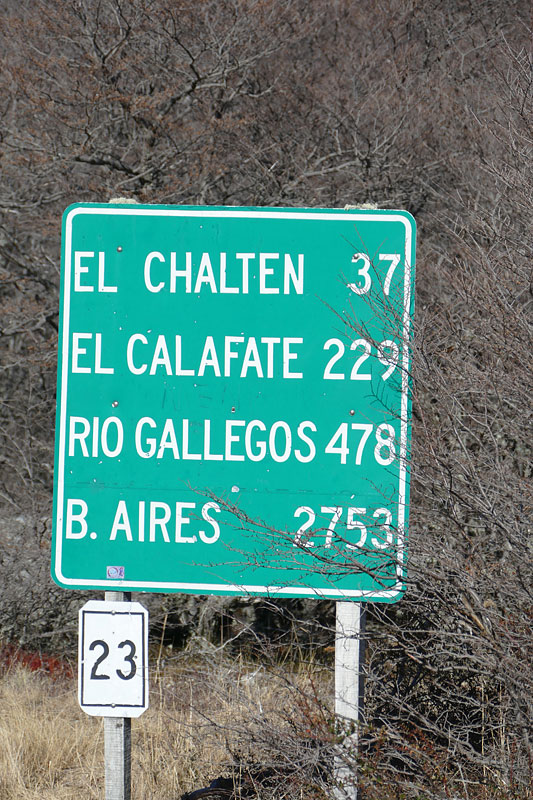 EL CHALTEN 37
EL CALAFATE 229
RIO GALLEGOS 478
B. AIRES 2753
23